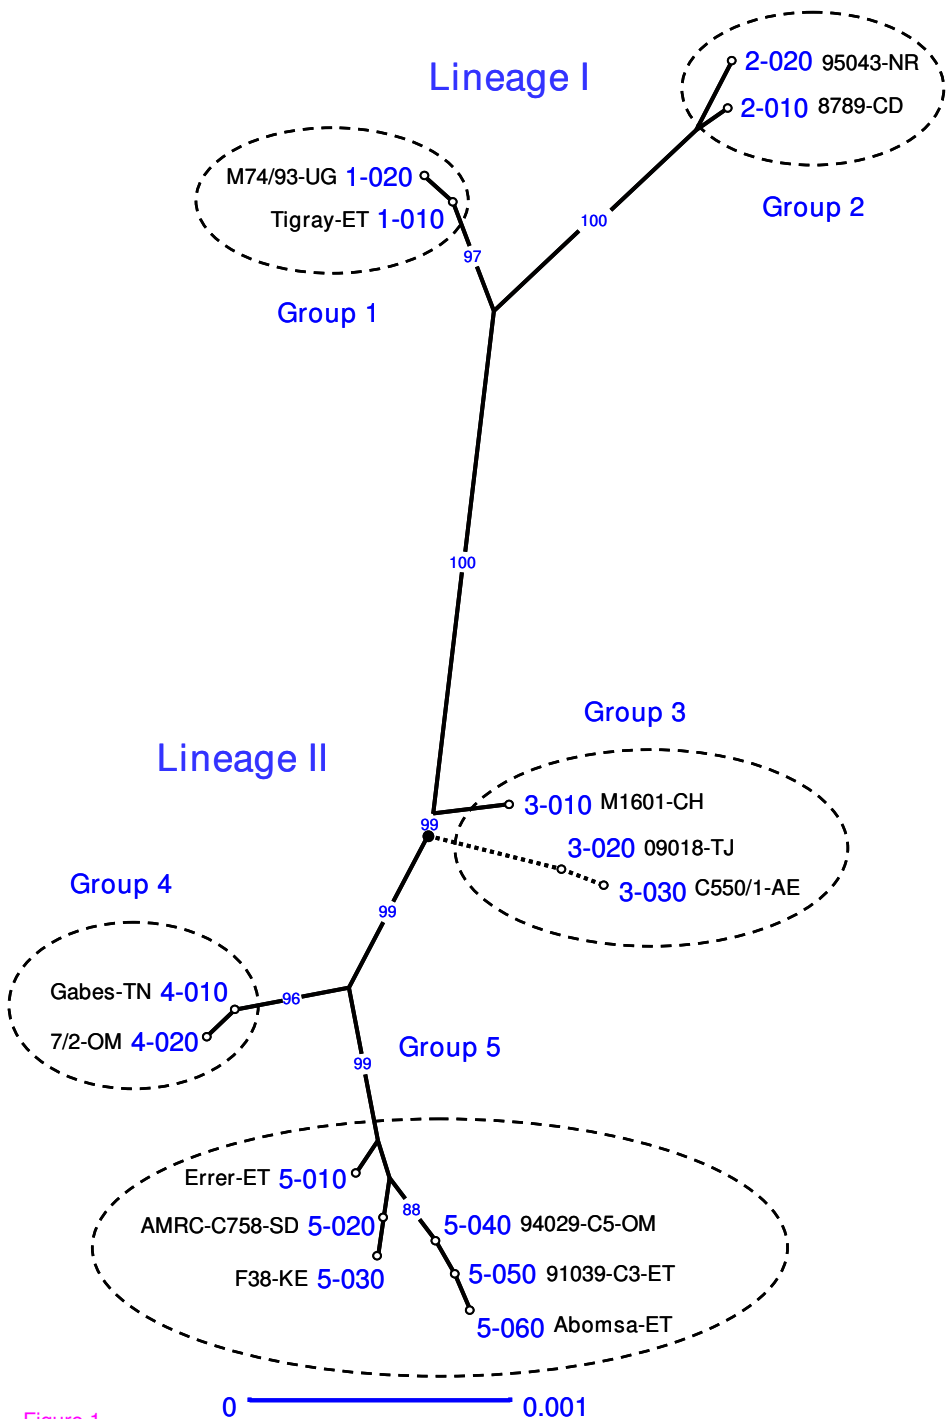 Lineage I
2-020 95043-NR
2-010 8789-CD
M74/93-UG 1-020
Tigray-ET 1-010
Group 2
100
97
Group 1
100
Group 3
Lineage II
3-010 M1601-CH
99
3-020 09018-TJ
3-030 C550/1-AE
Group 4
99
Gabes-TN 4-010
96
7/2-OM 4-020
Group 5
99
Errer-ET 5-010
88
AMRC-C758-SD 5-020
5-040 94029-C5-OM
F38-KE 5-030
5-050 91039-C3-ET
5-060 Abomsa-ET
0 0.001
Figure 1